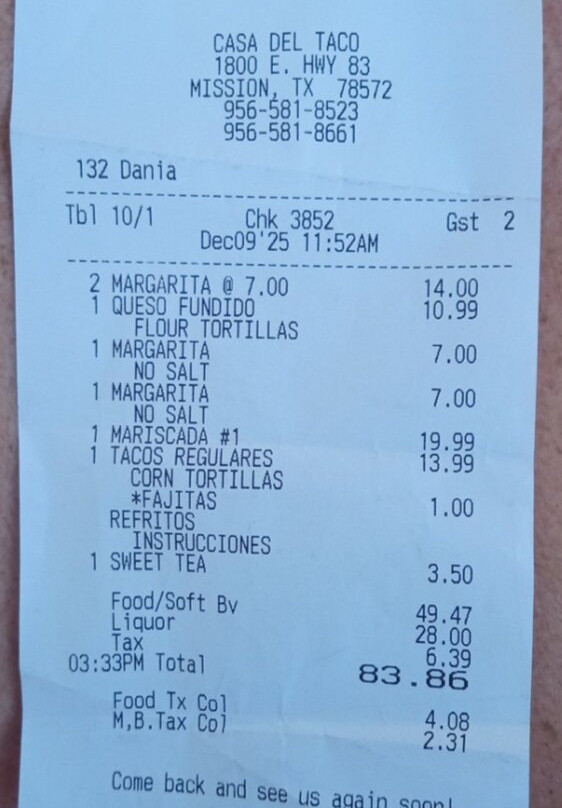 CASA DEL TACO
1800 E. HWY 83
MISSION, TX 78572
956-581-8523
956-581-8661
132 Dania
Tbl 10/1 Chk 3852 Gst 2
Dec09'25 11:52AM
2 MARGARITA @ 7.00 14.00
1 QUESO FUNDIDO 10.99
FLOUR TORTILLAS
1 MARGARITA 7.00
NO SALT
1 MARGARITA 7.00
NO SALT
1 MARISCADA #1 19.99
1 TACOS REGULARES 13.99
CORN TORTILLAS
*FAJITAS 1.00
REFRITOS
INSTRUCCIONES
1 SWEET TEA 3.50
Food/Soft Bv 49.47
Liquor 28.00
Tax 6.39
03:33PM Total 83.86
Food Tx Col 4.08
M,B.Tax Col 2.31
Come back and see us again soon!